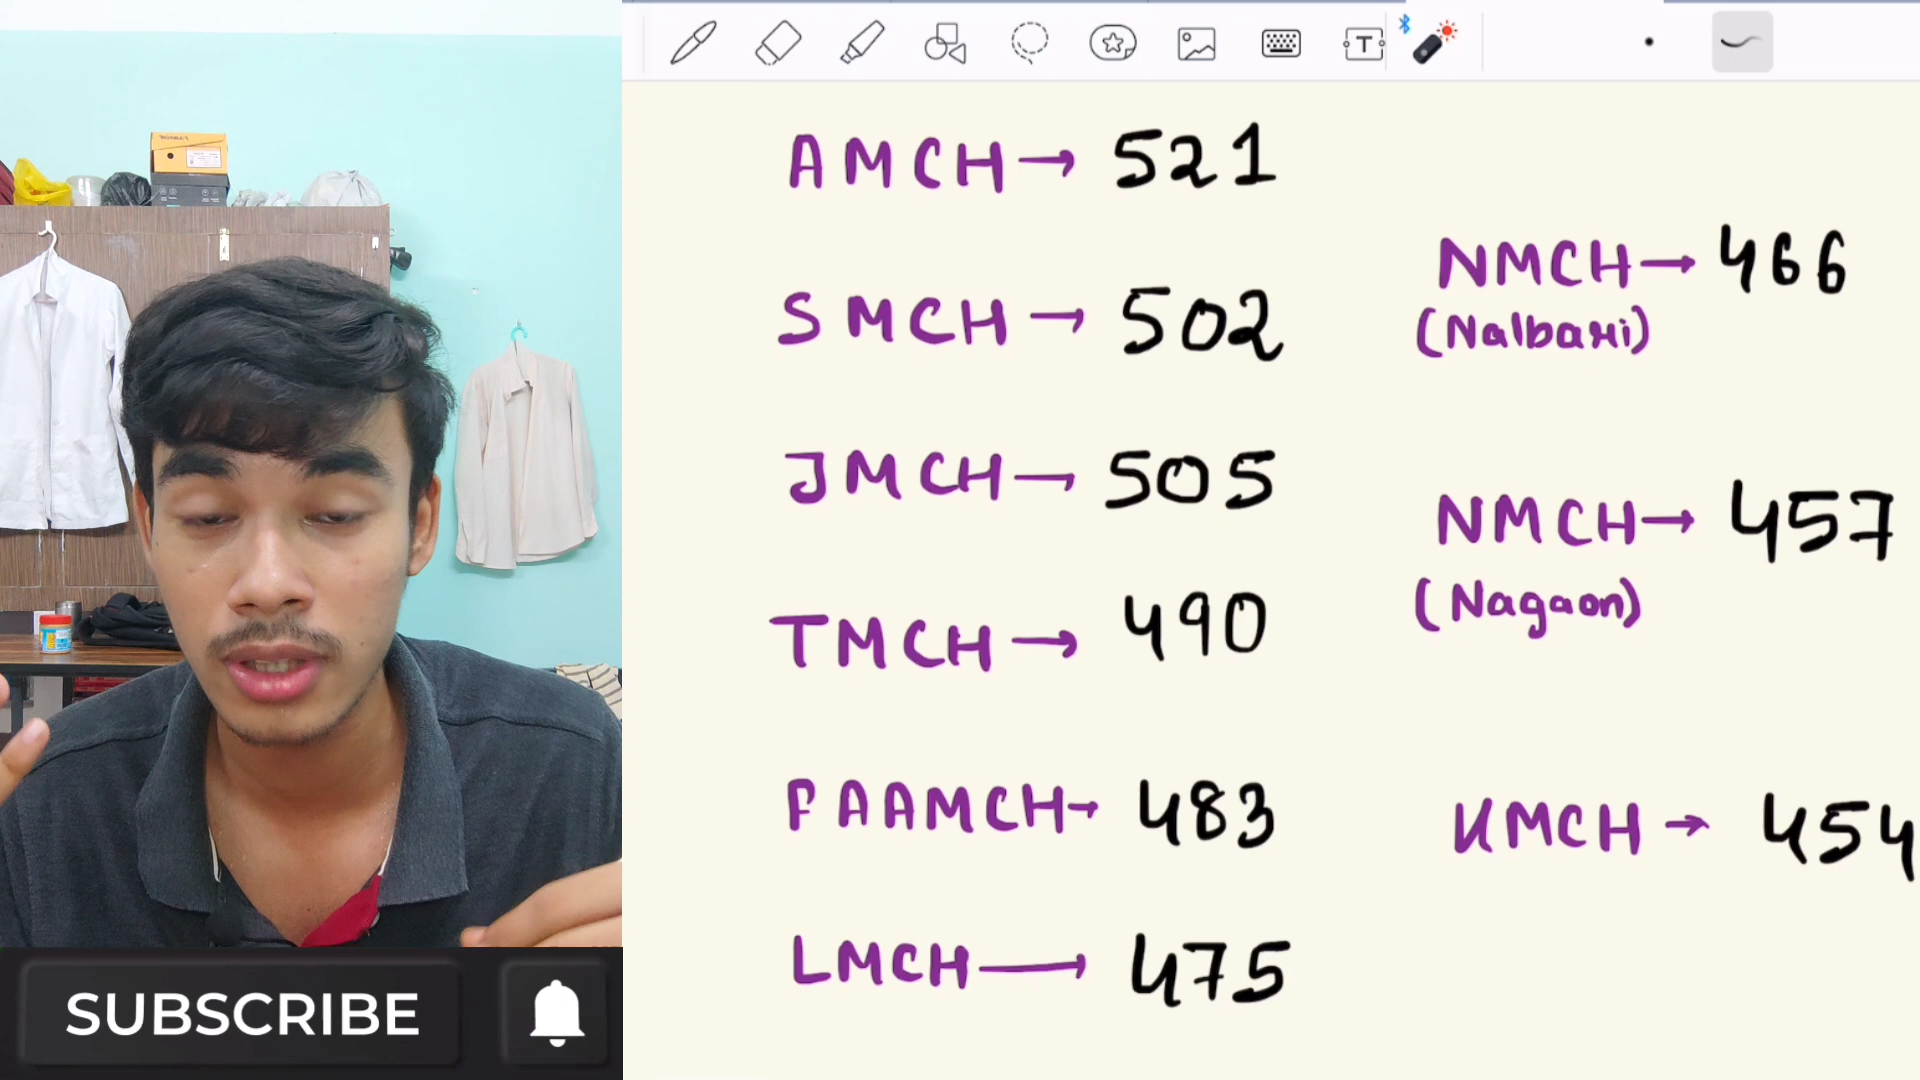 AMCH → 521
SMCH → 502
JMCH → 505
TMCH → 490
FAAMCH → 483
LMCH → 475
NMCH → 466
(Nalbari)
NMCH → 457
(Nagaon)
KMCH → 454
T
SUBSCRIBE